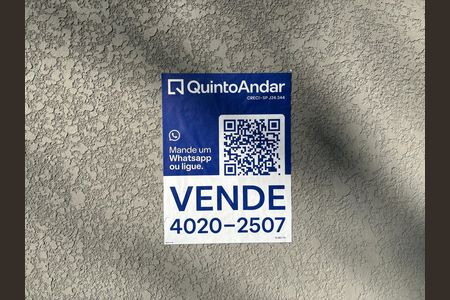 QuintoAndar
CRECI-SP J24.344
Mande um
Whatsapp
ou ligue.
VENDE
4020-2507